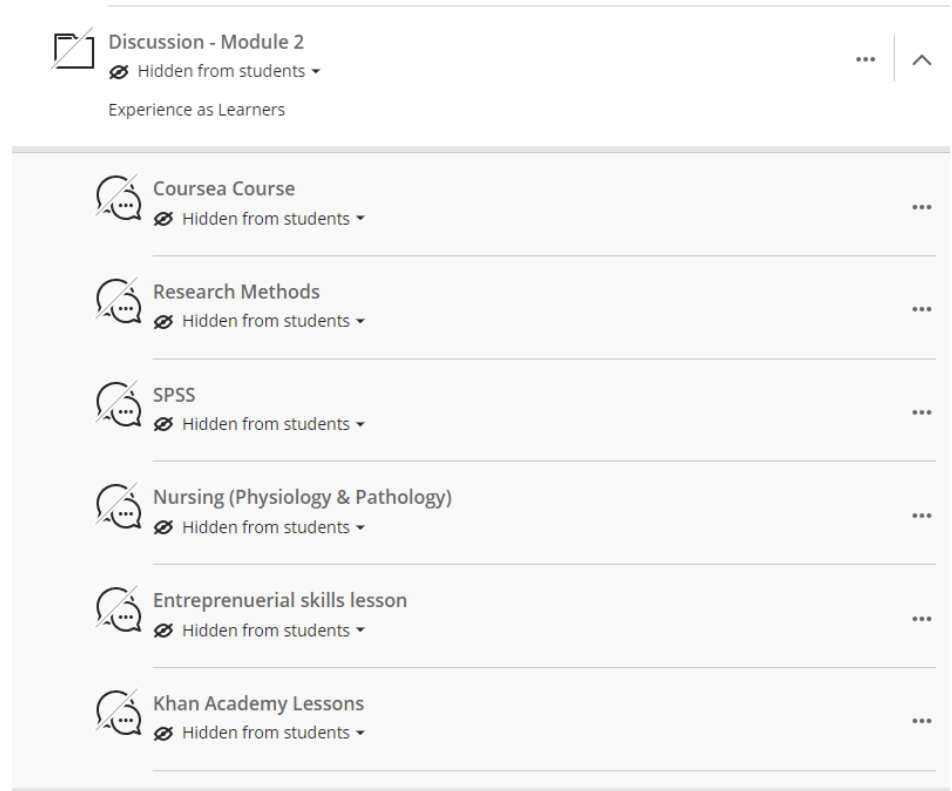 Discussion - Module 2
Hidden from students
Experience as Learners
Coursea Course
Hidden from students
Research Methods
Hidden from students
SPSS
Hidden from students
Nursing (Physiology & Pathology)
Hidden from students
Entreprenuerial skills lesson
Hidden from students
Khan Academy Lessons
Hidden from students